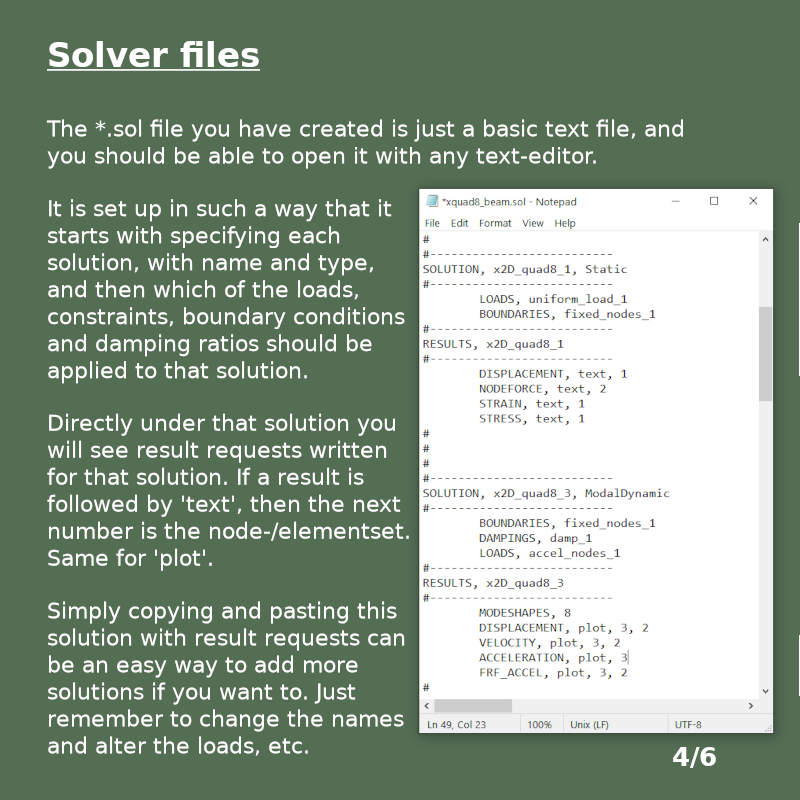 Solver files
The *.sol file you have created is just a basic text file, and
you should be able to open it with any text-editor.
It is set up in such a way that it
starts with specifying each
solution, with name and type,
and then which of the loads,
constraints, boundary conditions
and damping ratios should be
applied to that solution.
Directly under that solution you
will see result requests written
for that solution. If a result is
followed by 'text', then the next
number is the node-/elementset.
Same for 'plot'.
Simply copying and pasting this
solution with result requests can
be an easy way to add more
solutions if you want to. Just
remember to change the names
and alter the loads, etc.
*xquad8_beam.sol - Notepad
File Edit Format View Help
#
#-------------------------
SOLUTION, x2D_quad8_1, Static
#-------------------------
LOADS, uniform_load_1
BOUNDARIES, fixed_nodes_1
#-------------------------
RESULTS, x2D_quad8_1
#-------------------------
DISPLACEMENT, text, 1
NODEFORCE, text, 2
STRAIN, text, 1
STRESS, text, 1
#
#
#
#-------------------------
SOLUTION, x2D_quad8_3, ModalDynamic
#-------------------------
BOUNDARIES, fixed_nodes_1
DAMPINGS, damp_1
LOADS, accel_nodes_1
#-------------------------
RESULTS, x2D_quad8_3
#-------------------------
MODESHAPES, 8
DISPLACEMENT, plot, 3, 2
VELOCITY, plot, 3, 2
ACCELERATION, plot, 3
FRF_ACCEL, plot, 3, 2
#
Ln 49, Col 23 100% Unix (LF) UTF-8
4/6